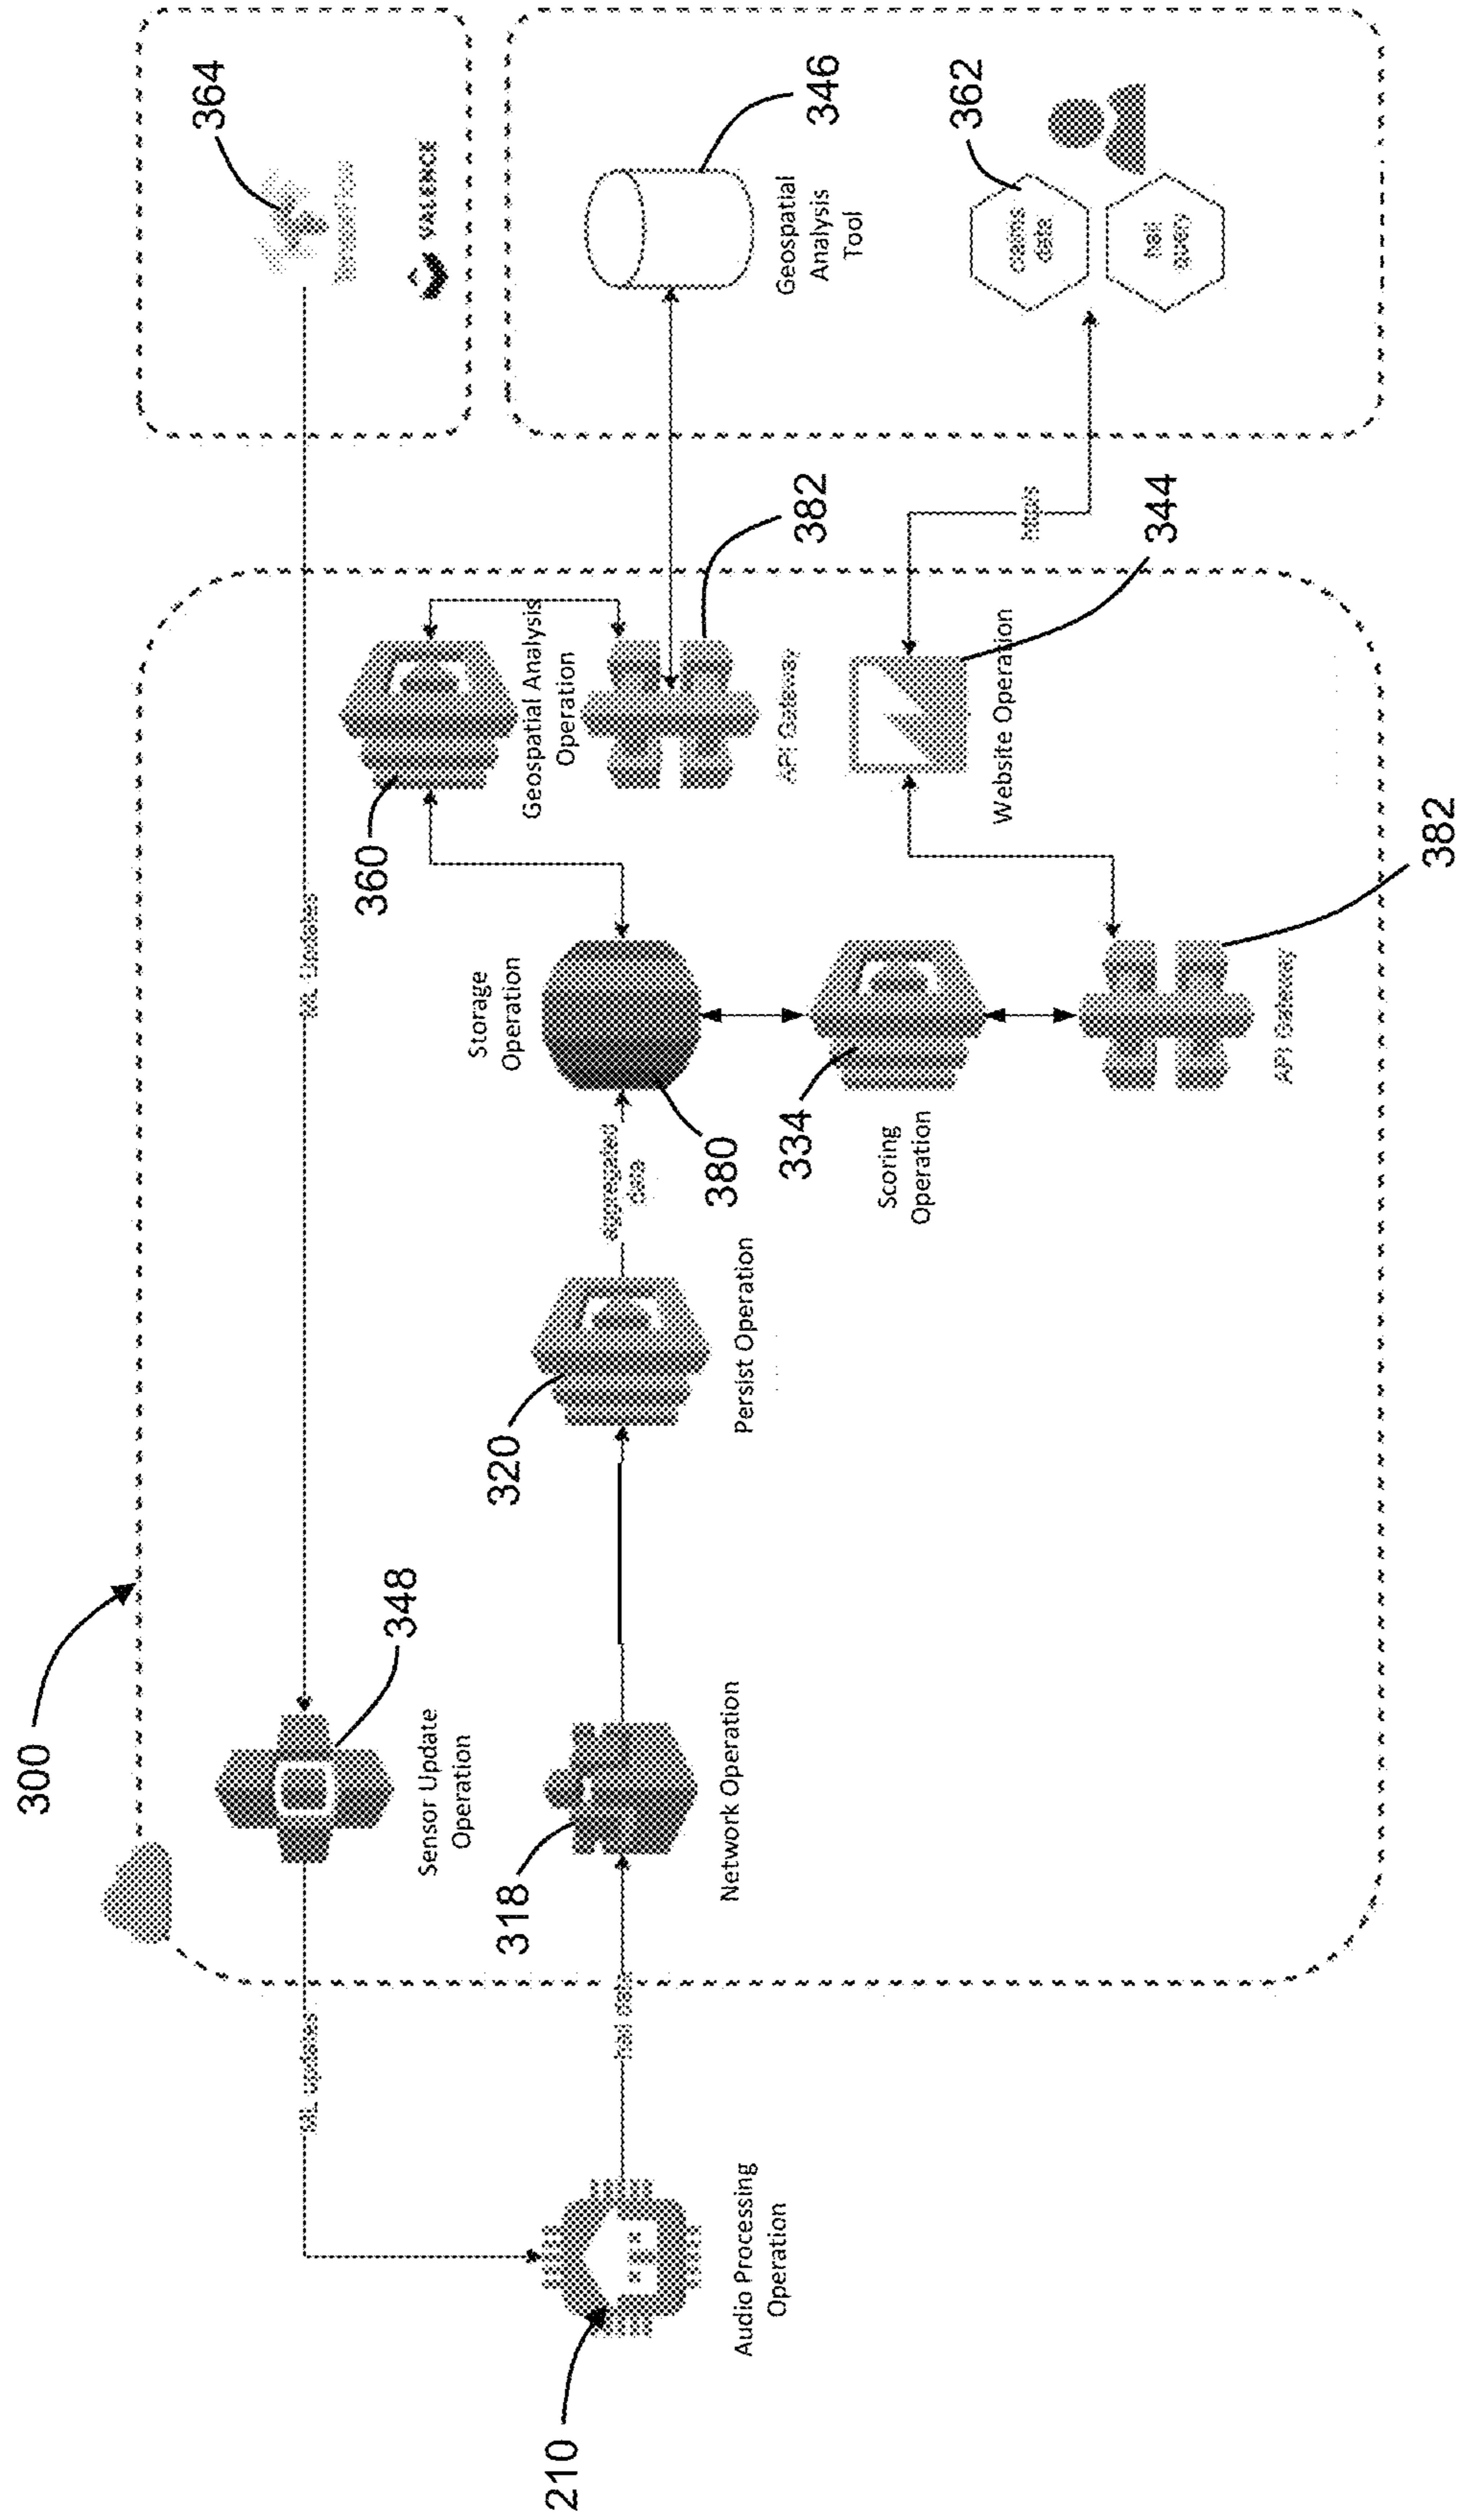 300
364
VALENCE
ML Updates
348
Sensor Update
Operation
ML updates
210
Audio Processing
Operation
hail data
318
Network Operation
320
Persist Operation
aggregated
data
Storage
Operation
380
360
Geospatial Analysis
Operation
382
API Gateway
346
Geospatial
Analysis
Tool
334
Scoring
Operation
382
API Gateway
344
Website Operation
https
362
claims
data
hail
query